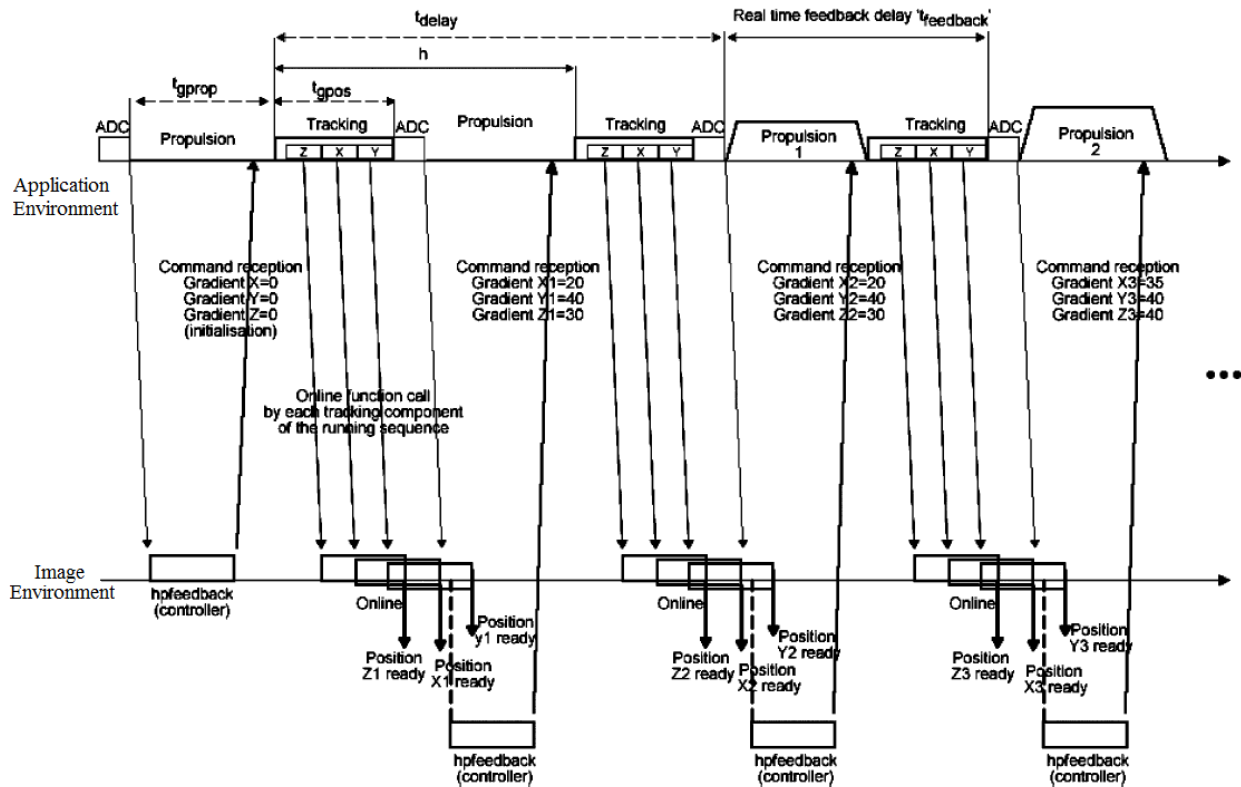 t_delay
Real time feedback delay 't_feedback'
h
t_gprop
t_gpos
ADC
Propulsion
Tracking
Z X Y
ADC
Propulsion
Tracking
Z X Y
ADC
Propulsion
1
Tracking
Z X Y
ADC
Propulsion
2
Application
Environment
Command reception
Gradient X=0
Gradient Y=0
Gradient Z=0
(initialisation)
Command reception
Gradient X1=20
Gradient Y1=40
Gradient Z1=30
Command reception
Gradient X2=20
Gradient Y2=40
Gradient Z2=30
Command reception
Gradient X3=35
Gradient Y3=40
Gradient Z3=40
•••
Online function call
by each tracking component
of the running sequence
Image
Environment
hpfeedback
(controller)
Online
Position
Z1 ready
Position
X1 ready
Position
y1 ready
Online
Position
Z2 ready
Position
X2 ready
Position
Y2 ready
Online
Position
Z3 ready
Position
X3 ready
Position
Y3 ready
hpfeedback
(controller)
hpfeedback
(controller)
hpfeedback
(controller)